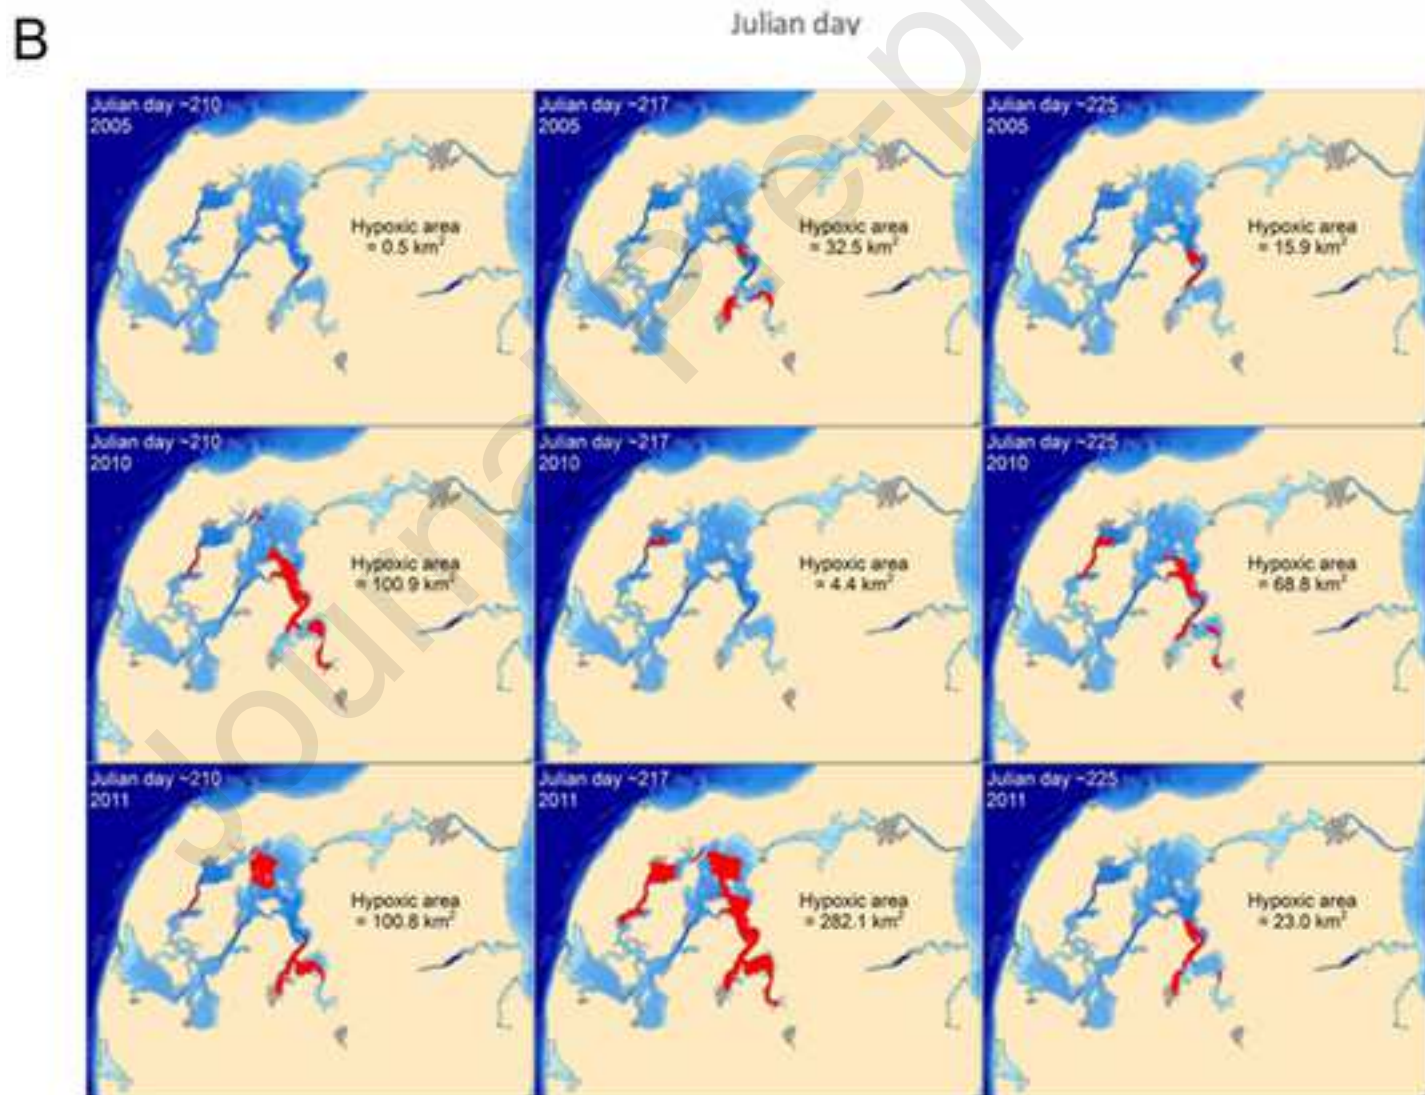 Julian day
B
Julian day ~210
2005
Hypoxic area
= 0.5 km²
Julian day ~217
2005
Hypoxic area
= 32.5 km²
Julian day ~225
2005
Hypoxic area
= 15.9 km²
Julian day ~210
2010
Hypoxic area
= 100.9 km²
Julian day ~217
2010
Hypoxic area
= 4.4 km²
Julian day ~225
2010
Hypoxic area
= 68.8 km²
Julian day ~210
2011
Hypoxic area
= 100.8 km²
Julian day ~217
2011
Hypoxic area
= 282.1 km²
Julian day ~225
2011
Hypoxic area
= 23.0 km²
Journal Pre-pr